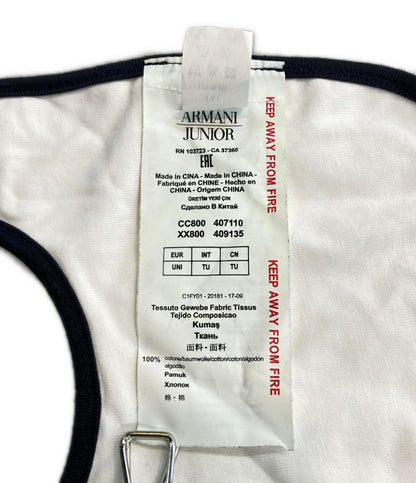 ARMANI
JUNIOR
RN 103723 - CA 37360
EAC
Made in CINA - Made in CHINA -
Fabriqué en CHINE - Hecho en
CHINA - Origem CHINA
ÜRETİM YERİ ÇİN
Сделано В Китай
CC800 407110
XX800 409135
EUR INT CN
UNI TU TU
C1FY01 - 20181 - 17-09
Tessuto Gewebe Fabric Tissus
Tejido Composicao
Kumaş
Ткань
面料・面料
100% cotone/baumwolle/cotton/coton/algodón
algodão
Pamuk
Хлопок
棉・棉
KEEP AWAY FROM FIRE
KEEP AWAY FROM FIRE